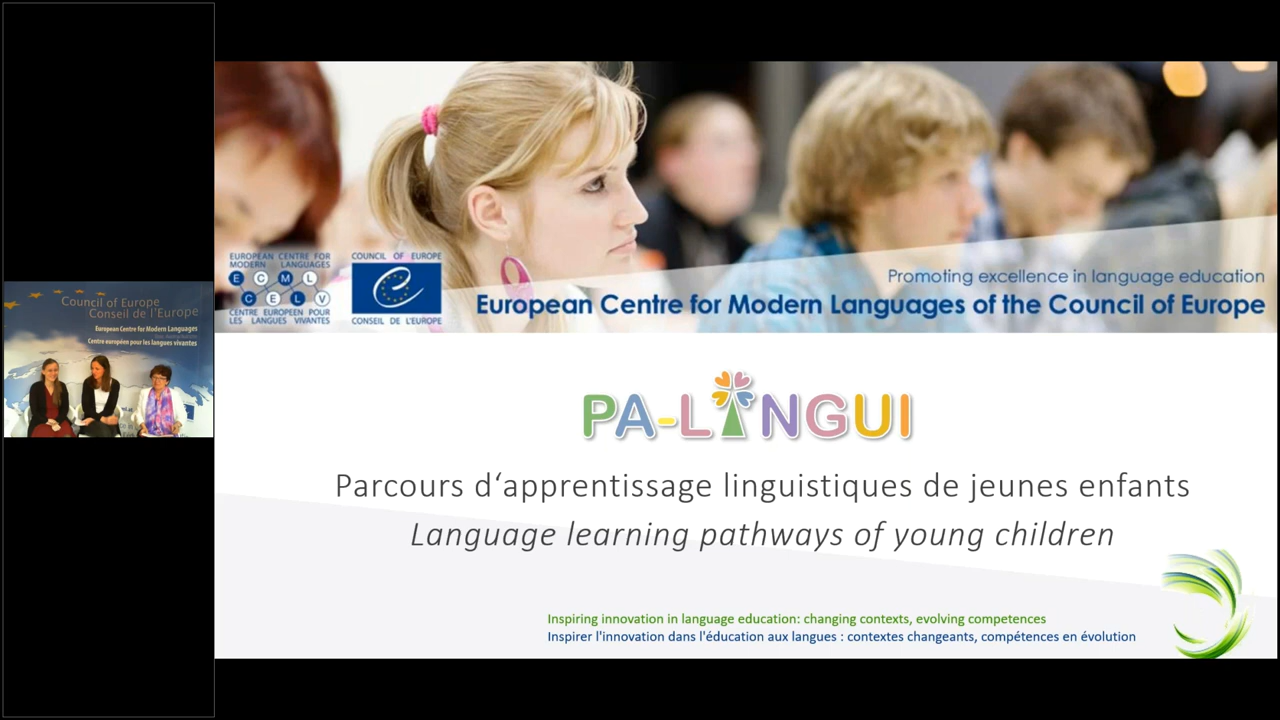 Council of Europe
Conseil de l'Europe
European Centre for Modern Languages
Centre européen pour les langues vivantes
EUROPEAN CENTRE FOR
MODERN LANGUAGES
E C M L
C E L V
CENTRE EUROPEEN POUR
LES LANGUES VIVANTES
COUNCIL OF EUROPE
CONSEIL DE L'EUROPE
Promoting excellence in language education
European Centre for Modern Languages of the Council of Europe
PA-LINGUI
Parcours d‘apprentissage linguistiques de jeunes enfants
Language learning pathways of young children
Inspiring innovation in language education: changing contexts, evolving competences
Inspirer l'innovation dans l'éducation aux langues : contextes changeants, compétences en évolution